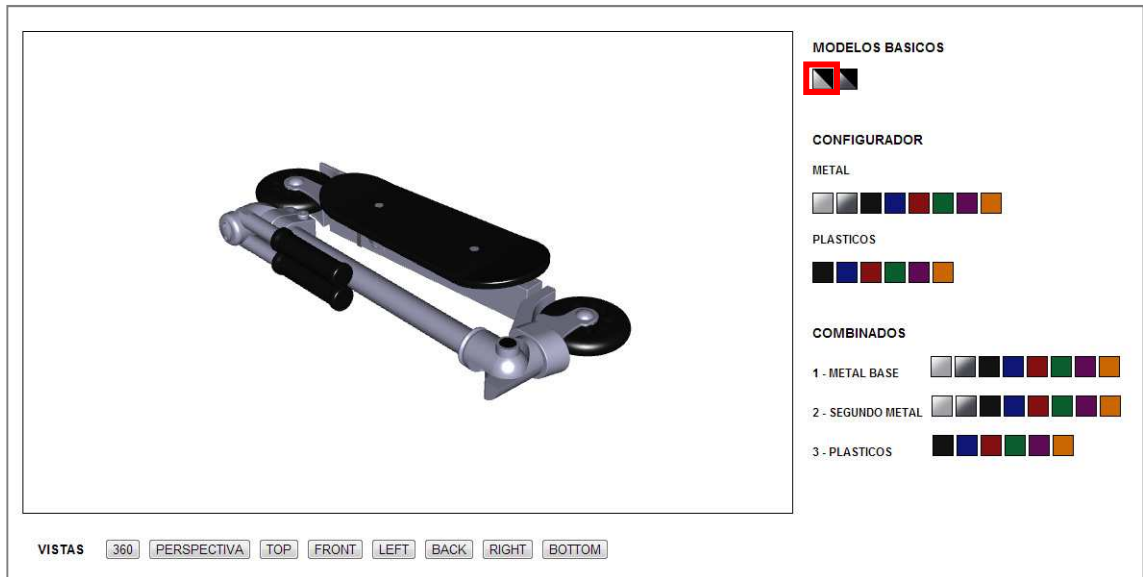 MODELOS BASICOS
CONFIGURADOR
METAL
PLASTICOS
COMBINADOS
1 - METAL BASE
2 - SEGUNDO METAL
3 - PLASTICOS
VISTAS 360 PERSPECTIVA TOP FRONT LEFT BACK RIGHT BOTTOM